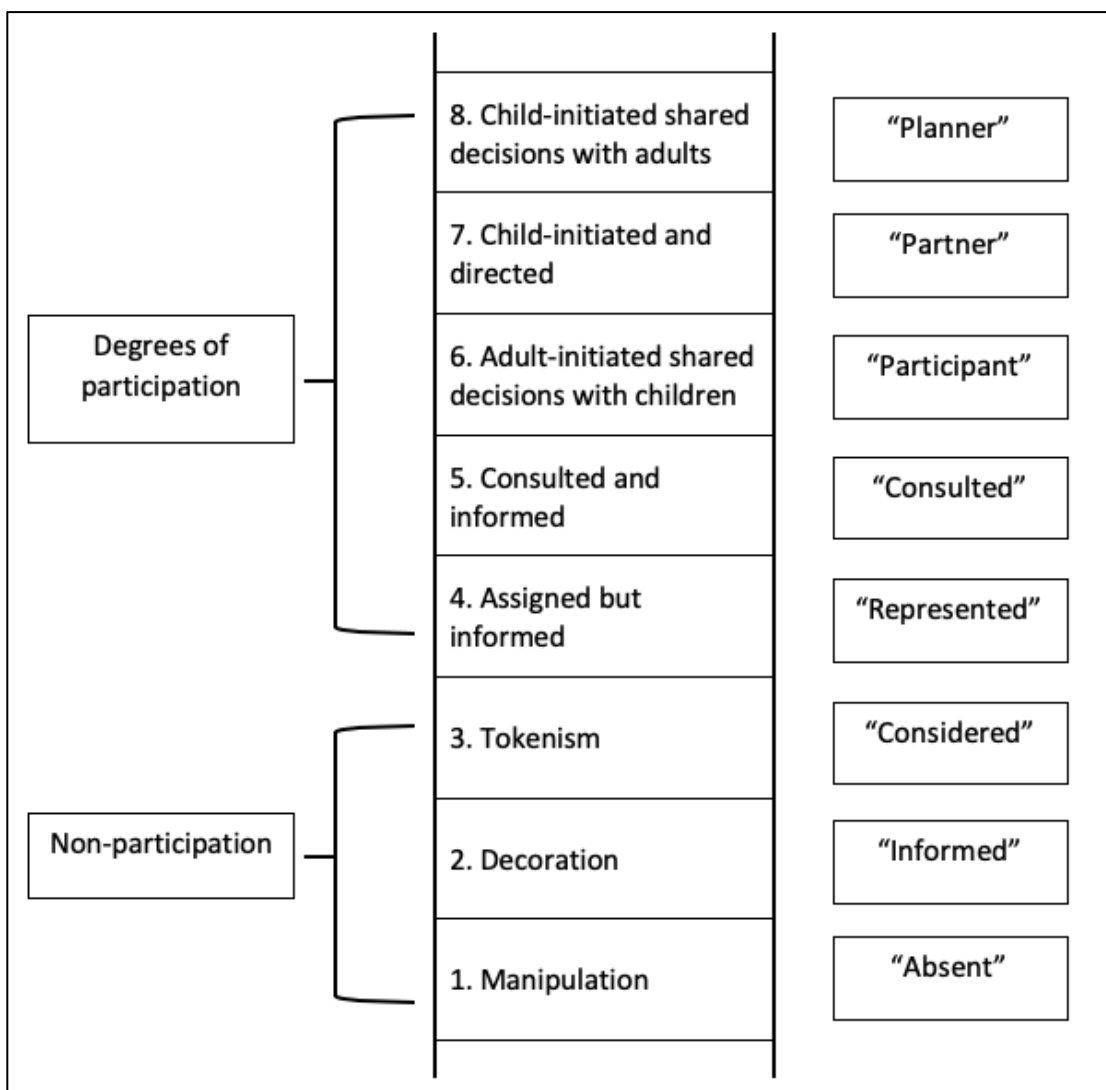 8. Child-initiated shared
decisions with adults
“Planner”
7. Child-initiated and
directed
“Partner”
Degrees of
participation
6. Adult-initiated shared
decisions with children
“Participant”
5. Consulted and
informed
“Consulted”
4. Assigned but
informed
“Represented”
3. Tokenism
“Considered”
Non-participation
2. Decoration
“Informed”
1. Manipulation
“Absent”